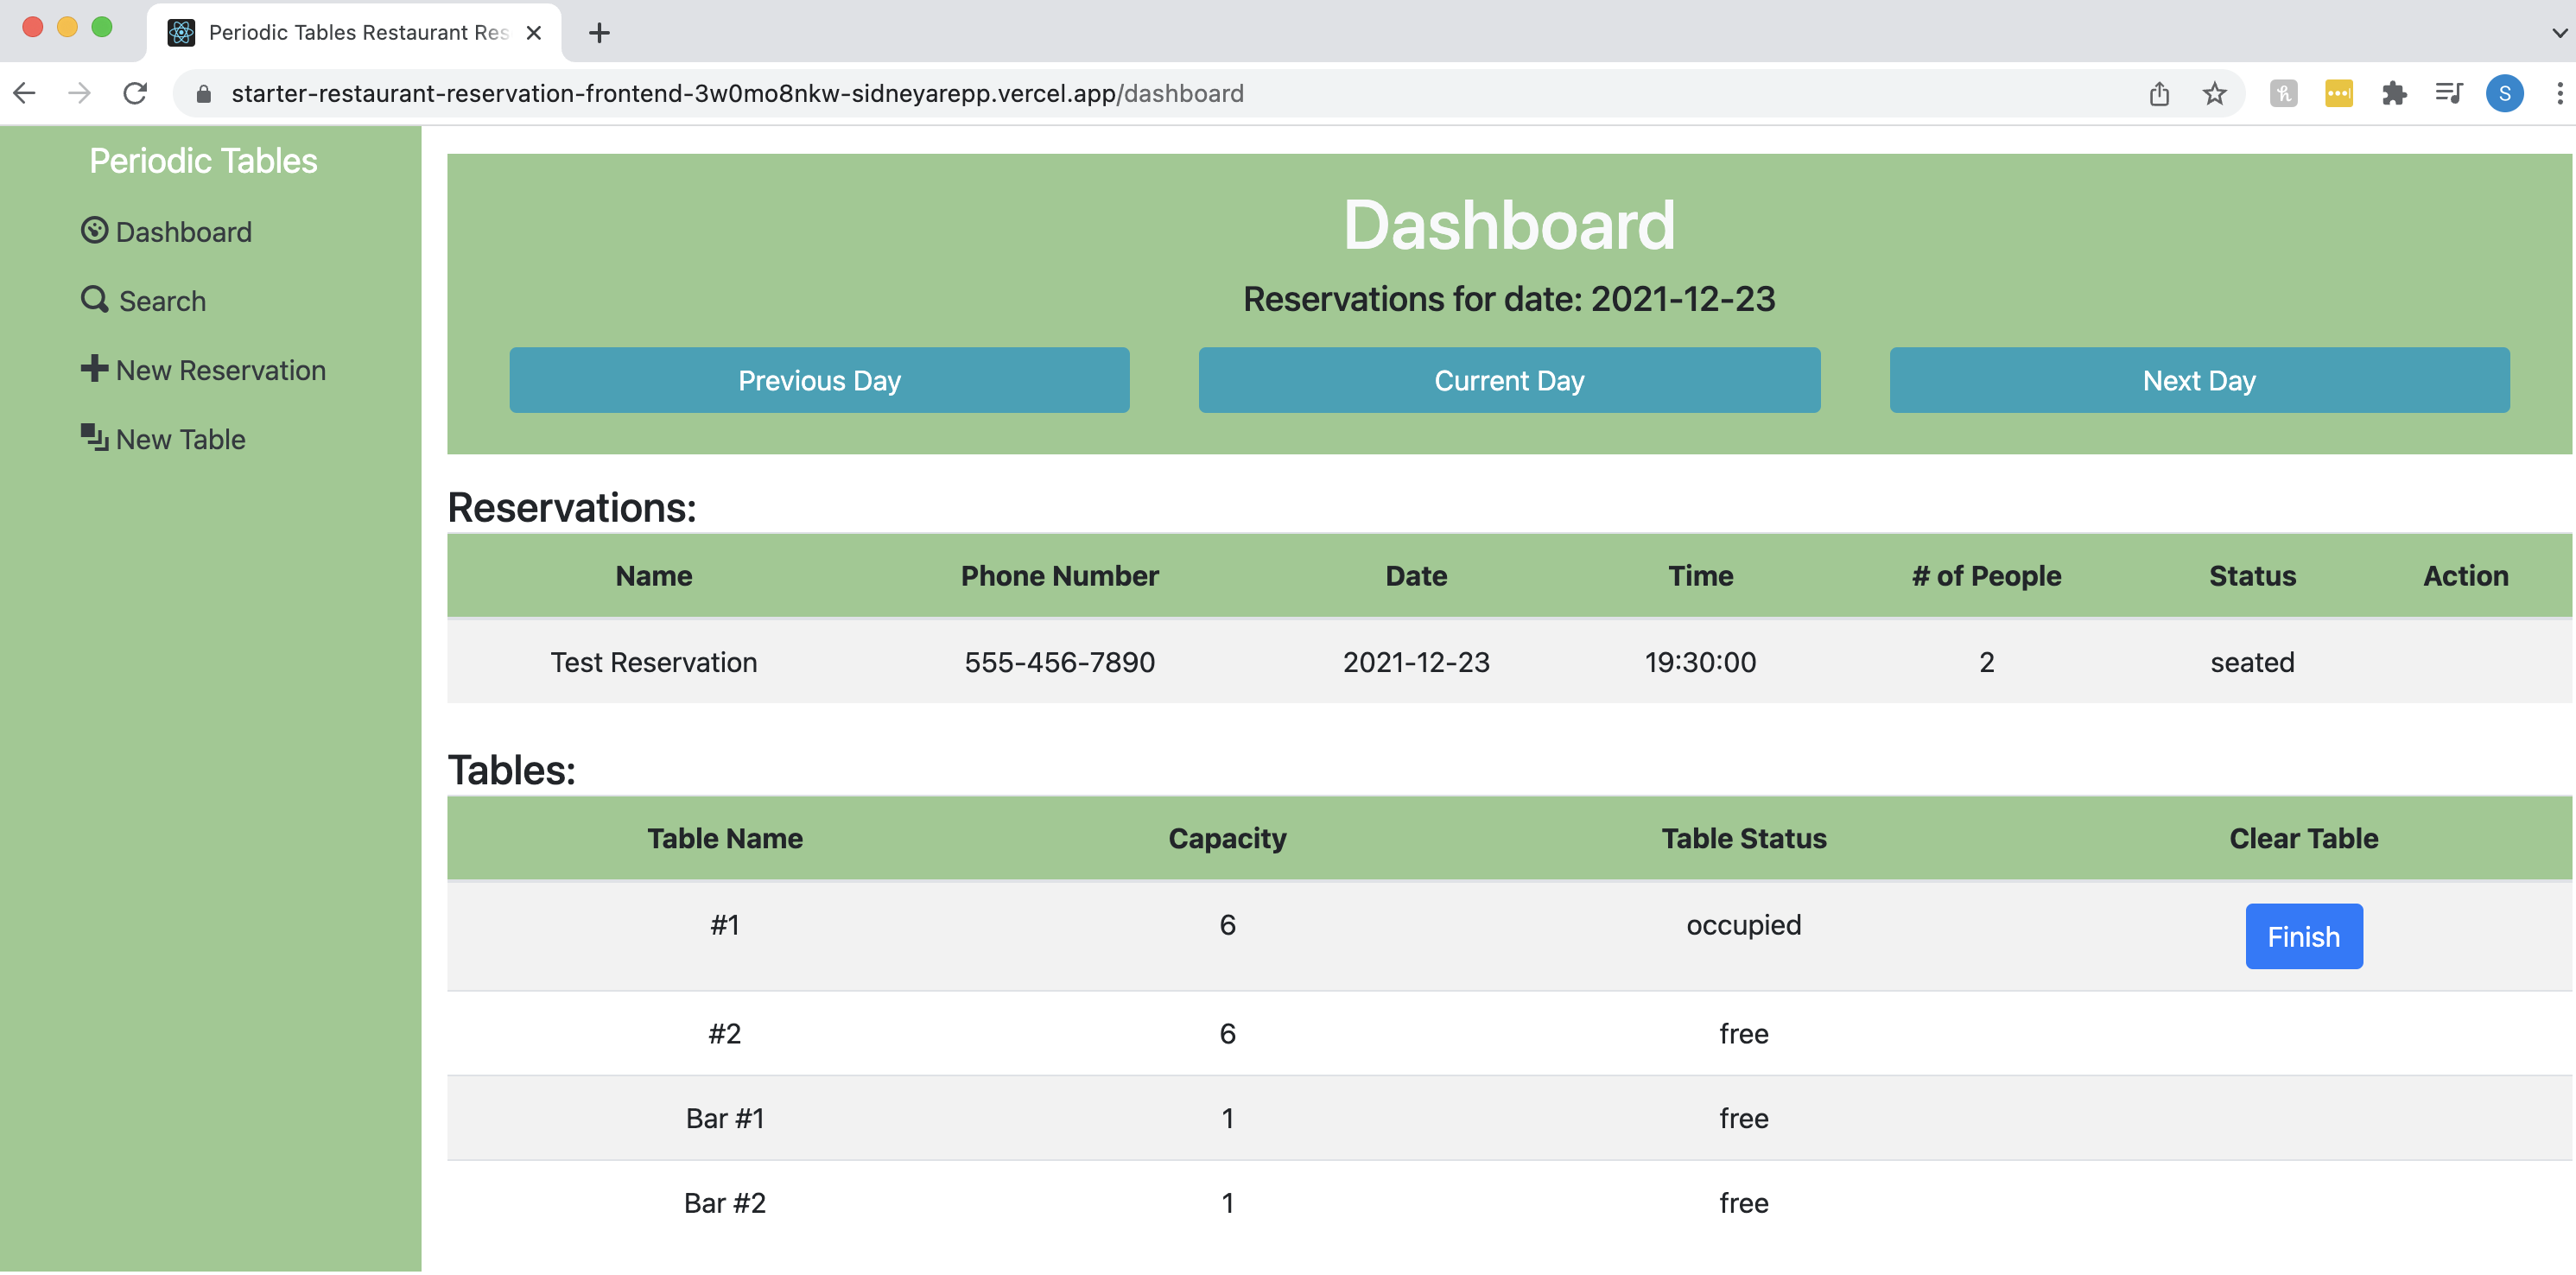 Periodic Tables Restaurant Res
starter-restaurant-reservation-frontend-3w0mo8nkw-sidneyarepp.vercel.app/dashboard
S
Periodic Tables
Dashboard
Search
New Reservation
New Table
Dashboard
Reservations for date: 2021-12-23
Previous Day Current Day Next Day
Reservations:
Name Phone Number Date Time # of People Status Action
Test Reservation 555-456-7890 2021-12-23 19:30:00 2 seated
Tables:
Table Name Capacity Table Status Clear Table
#1 6 occupied Finish
#2 6 free
Bar #1 1 free
Bar #2 1 free